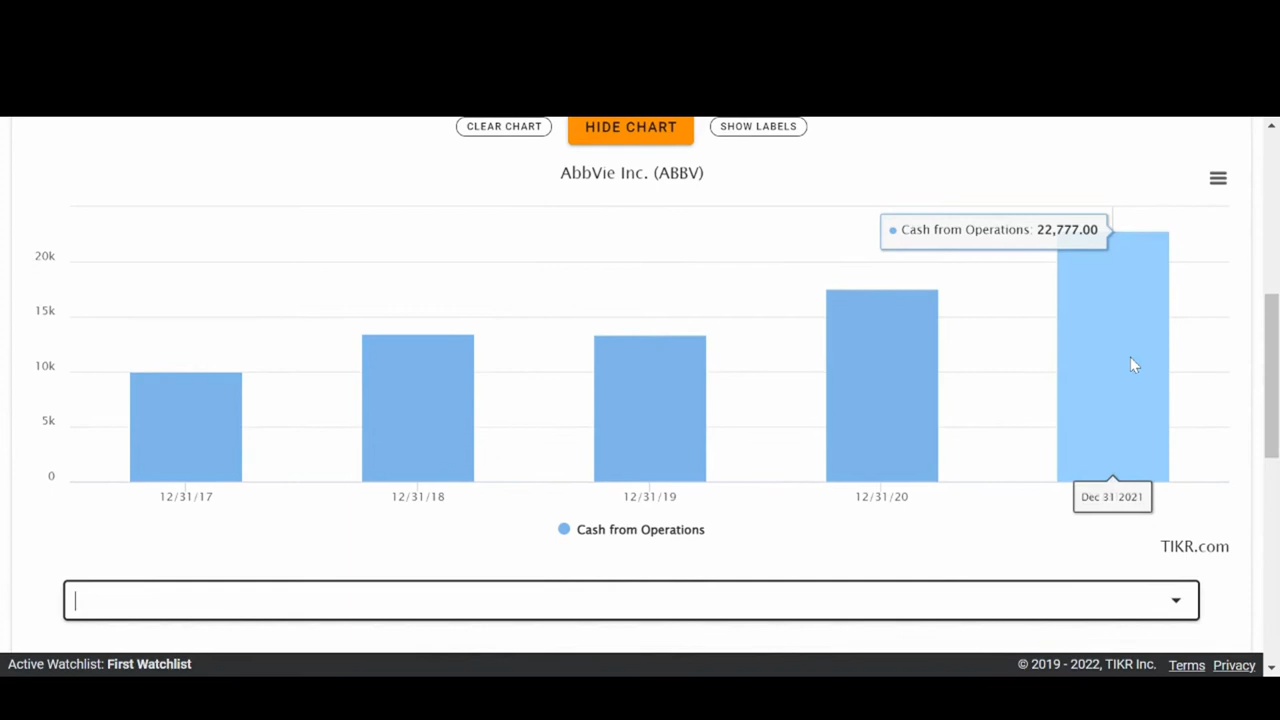 CLEAR CHART
HIDE CHART
SHOW LABELS
AbbVie Inc. (ABBV)
Cash from Operations: 22,777.00
20k
15k
10k
5k
0
12/31/17
12/31/18
12/31/19
12/31/20
Dec 31 2021
Cash from Operations
TIKR.com
Active Watchlist: First Watchlist
© 2019 - 2022, TIKR Inc. Terms Privacy